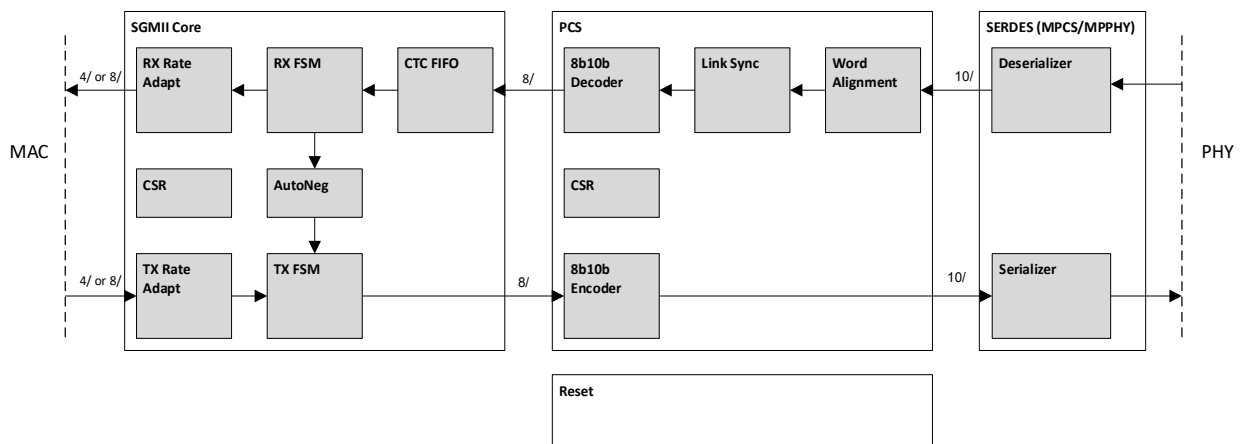 SGMII Core
PCS
SERDES (MPCS/MPPHY)
4/ or 8/
RX Rate
Adapt
RX FSM
CTC FIFO
8/
8b10b
Decoder
Link Sync
Word
Alignment
10/
Deserializer
MAC
PHY
CSR
AutoNeg
CSR
4/ or 8/
TX Rate
Adapt
TX FSM
8/
8b10b
Encoder
10/
Serializer
Reset